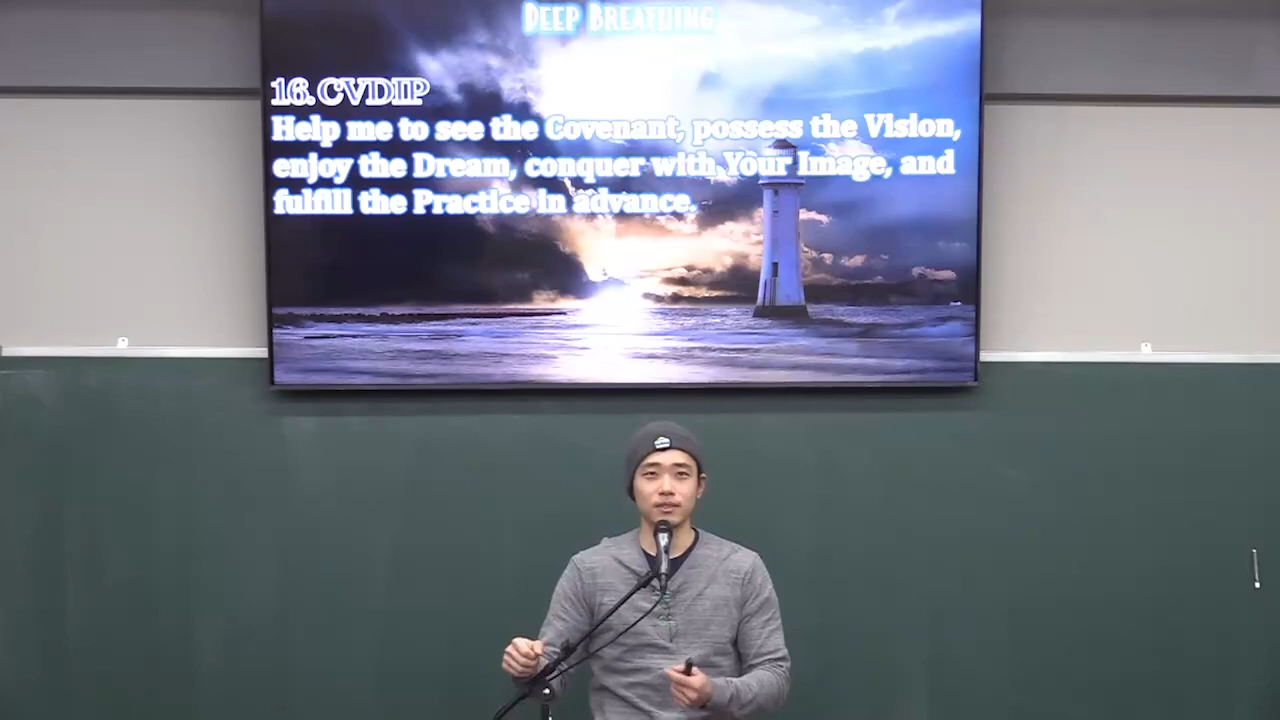 DEEP BREATHING
16. CVDIP
Help me to see the Covenant, possess the Vision,
enjoy the Dream, conquer with Your Image, and
fulfill the Practice in advance.